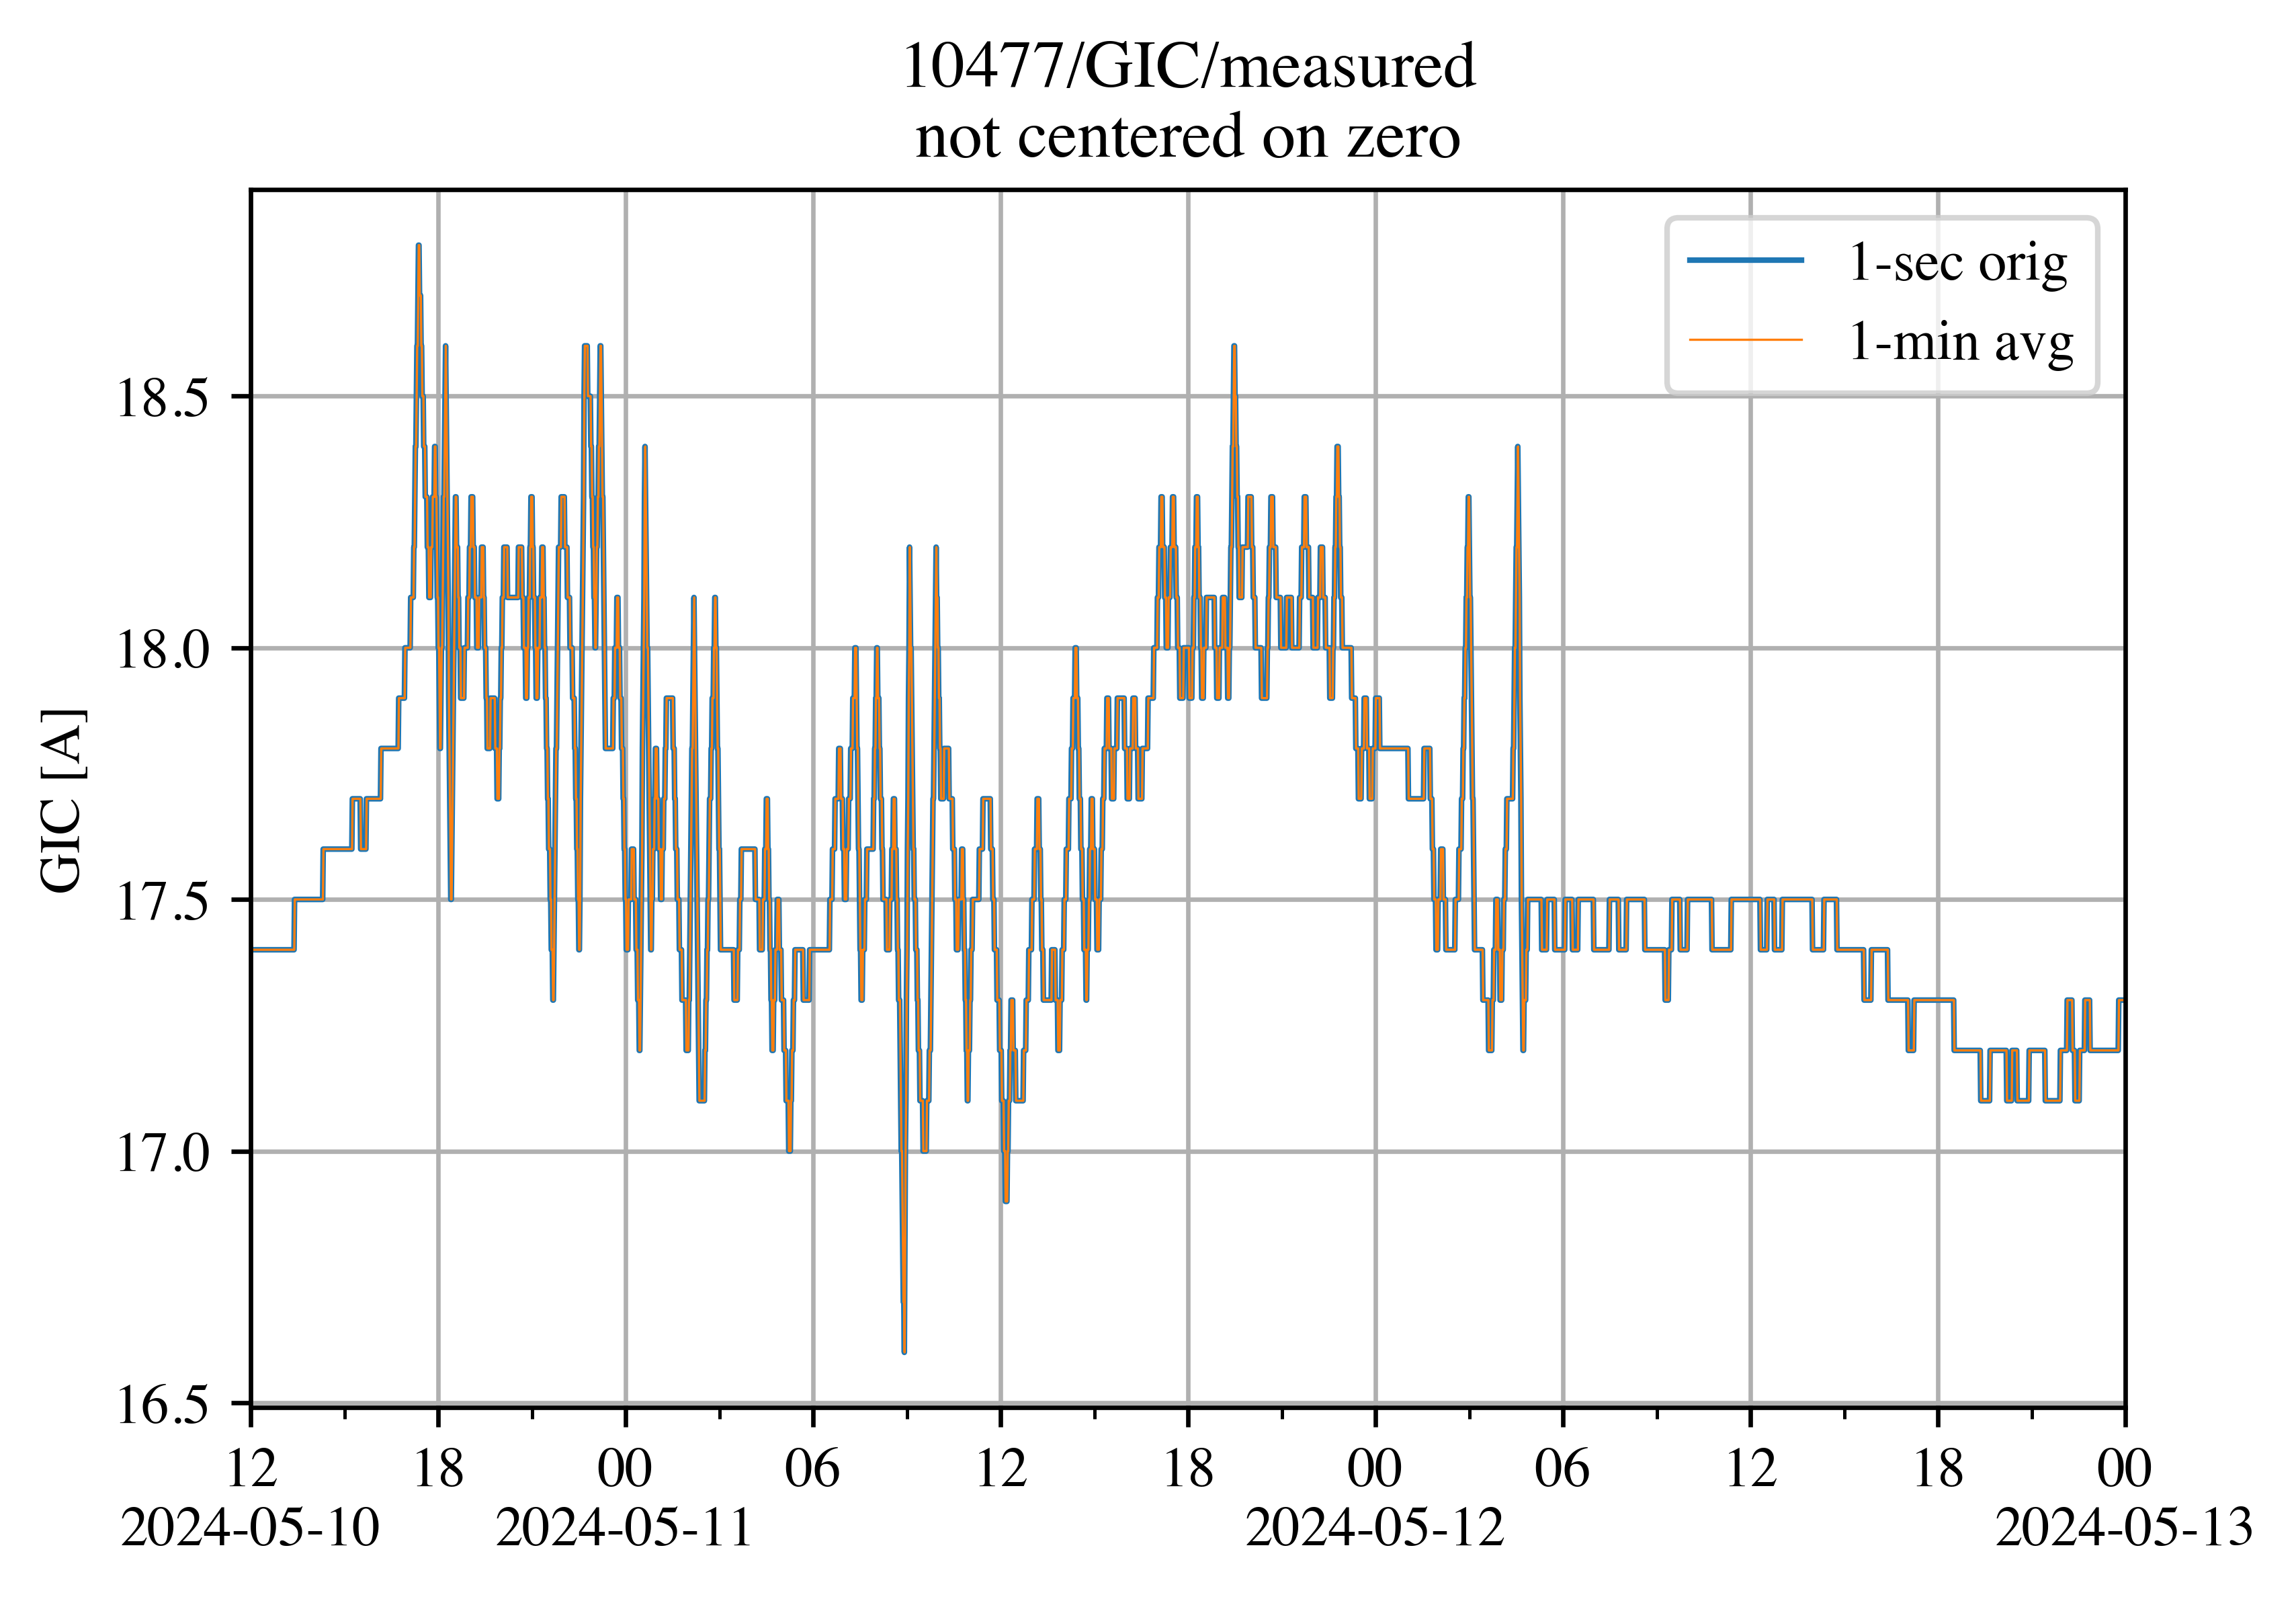 10477/GIC/measured
not centered on zero
1-sec orig
1-min avg
GIC [A]
18.5
18.0
17.5
17.0
16.5
12 18 00 06 12 18 00 06 12 18 00
2024-05-10 2024-05-11 2024-05-12 2024-05-13